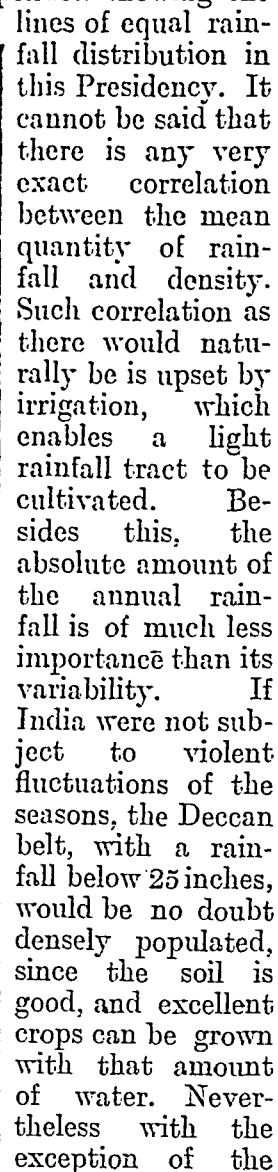 lines of equal rain-
fall distribution in
this Presidency. It
cannot be said that
there is any very
exact correlation
between the mean
quantity of rain-
fall and density.
Such correlation as
there would natu-
rally be is upset by
irrigation, which
enables a light
rainfall tract to be
cultivated. Be-
sides this, the
absolute amount of
the annual rain-
fall is of much less
importance than its
variability. If
India were not sub-
ject to violent
fluctuations of the
seasons, the Deccan
belt, with a rain-
fall below 25 inches,
would be no doubt
densely populated,
since the soil is
good, and excellent
crops can be grown
with that amount
of water. Never-
theless with the
exception of the